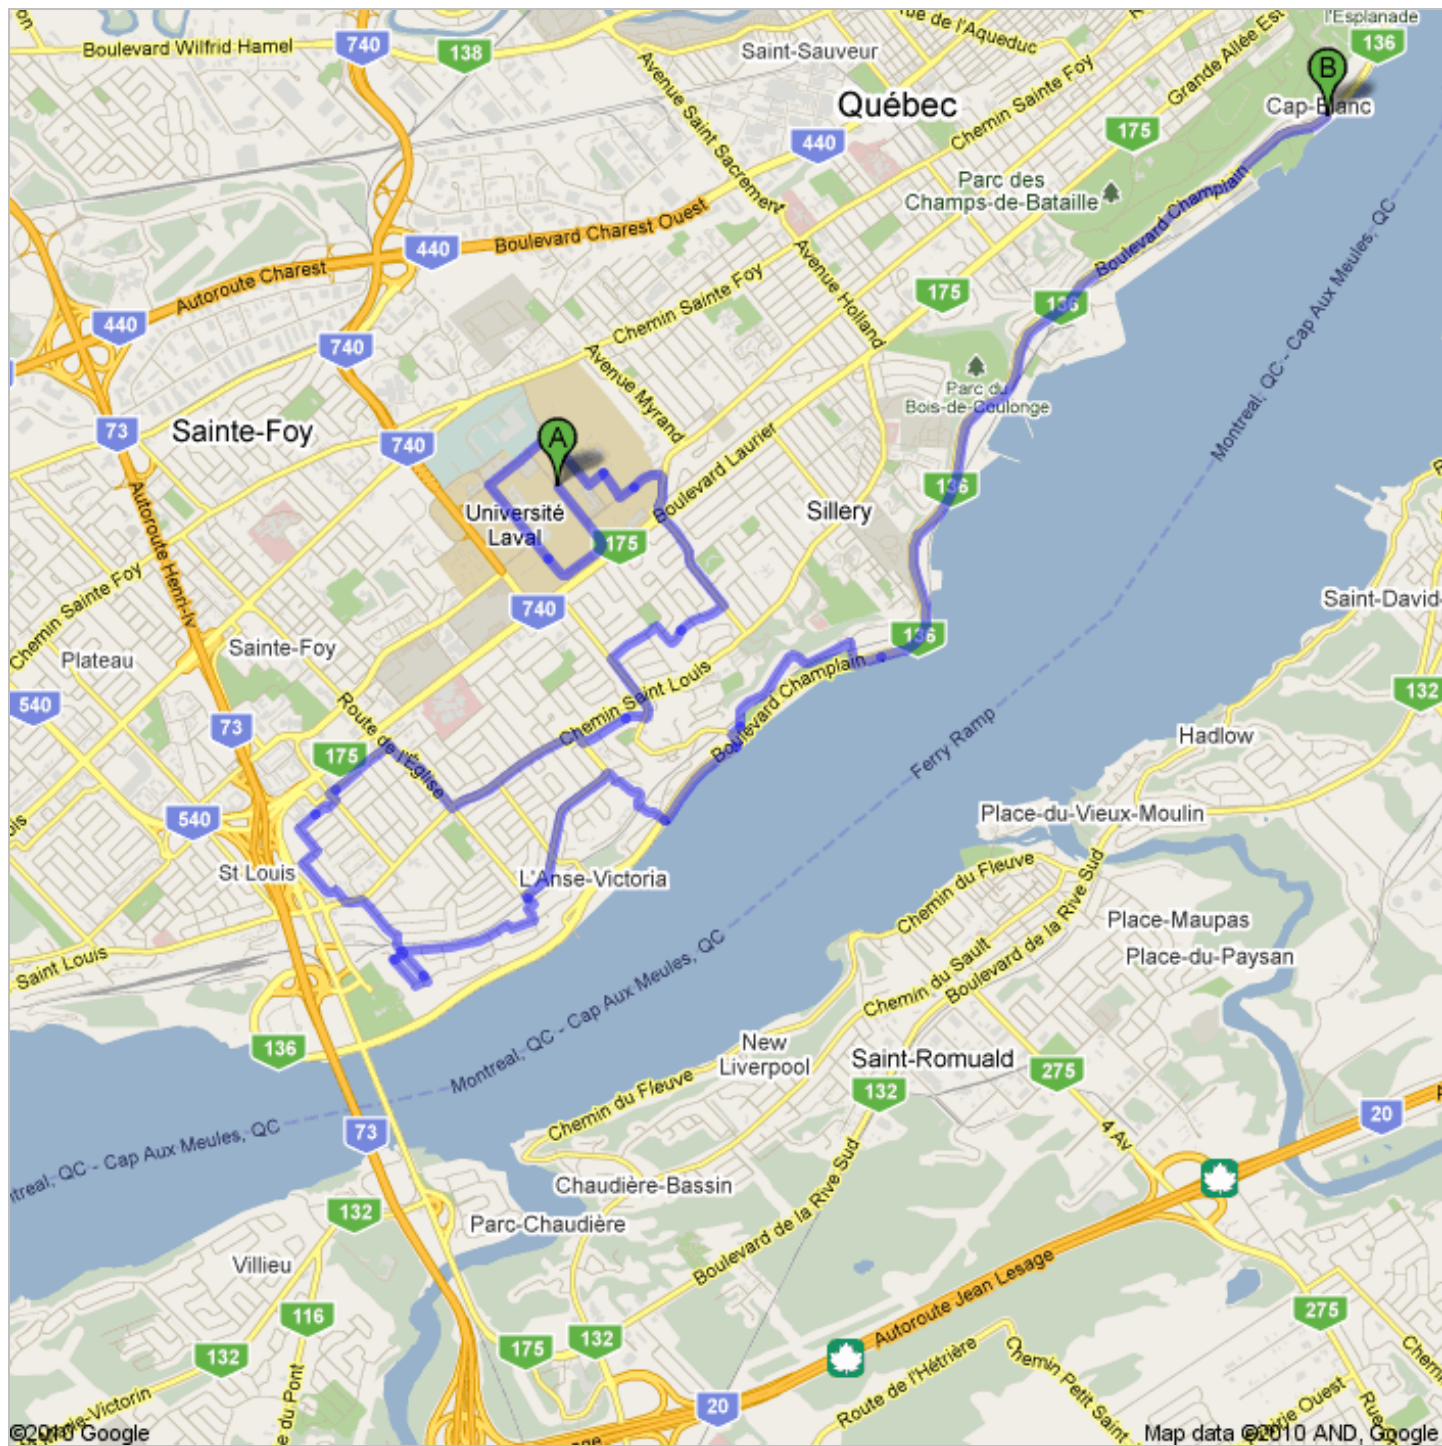 l'Esplanade
Boulevard Wilfrid Hamel
740
138
Saint-Sauveur
rue de l'Aqueduc
Grande Allée Est
136
B
Cap-Blanc
Québec
Avenue Saint Sacrement
440
Chemin Sainte Foy
175
Parc des
Champs-de-Bataille
440
Boulevard Charest Ouest
Autoroute Charest
440
740
Chemin Sainte Foy
Avenue Holland
175
136
Boulevard Champlain
Montreal, QC - Cap Aux Meules, QC
Avenue Myrand
Parc du
Bois-de-Coulonge
73
Sainte-Foy
740
A
Boulevard Laurier
136
Université
Laval
175
Sillery
Autoroute Henri-Iv
Chemin Sainte Foy
740
Saint-David-
136
Sainte-Foy
Plateau
540
73
132
Route de l'Église
Chemin Saint Louis
Boulevard Champlain
Ferry Ramp
Hadlow
175
540
Place-du-Vieux-Moulin
St Louis
L'Anse-Victoria
Chemin du Fleuve
Boulevard de la Rive Sud
Place-Maupas
Place-du-Paysan
Saint Louis
Chemin du Sault
Montreal, QC - Cap Aux Meules, QC
136
New
Liverpool
Saint-Romuald
275
132
Chemin du Fleuve
73
20
4 Av
treal, QC - Cap Aux Meules, QC
Chaudière-Bassin
Parc-Chaudière
132
Boulevard de la Rive Sud
Villieu
116
132
175
132
Autoroute Jean Lesage
275
Route de l'Hétrière
Chemin Petit Saint
20
©2010 Google
Map data ©2010 AND, Google